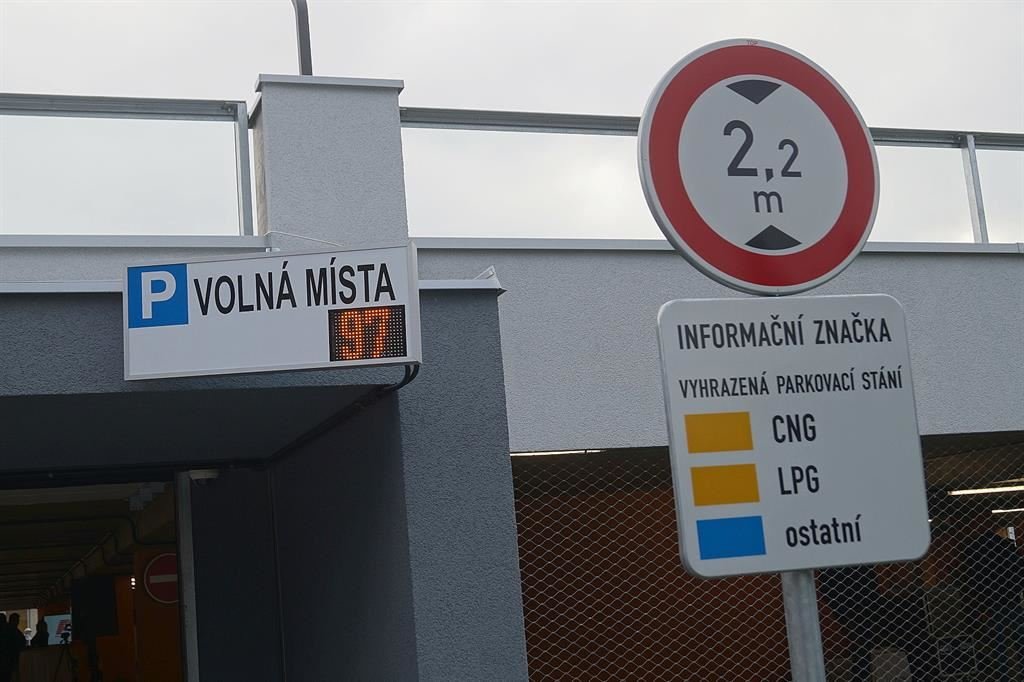 P VOLNÁ MÍSTA
97
2,2
m
INFORMAČNÍ ZNAČKA
VYHRAZENÁ PARKOVACÍ STÁNÍ
CNG
LPG
ostatní